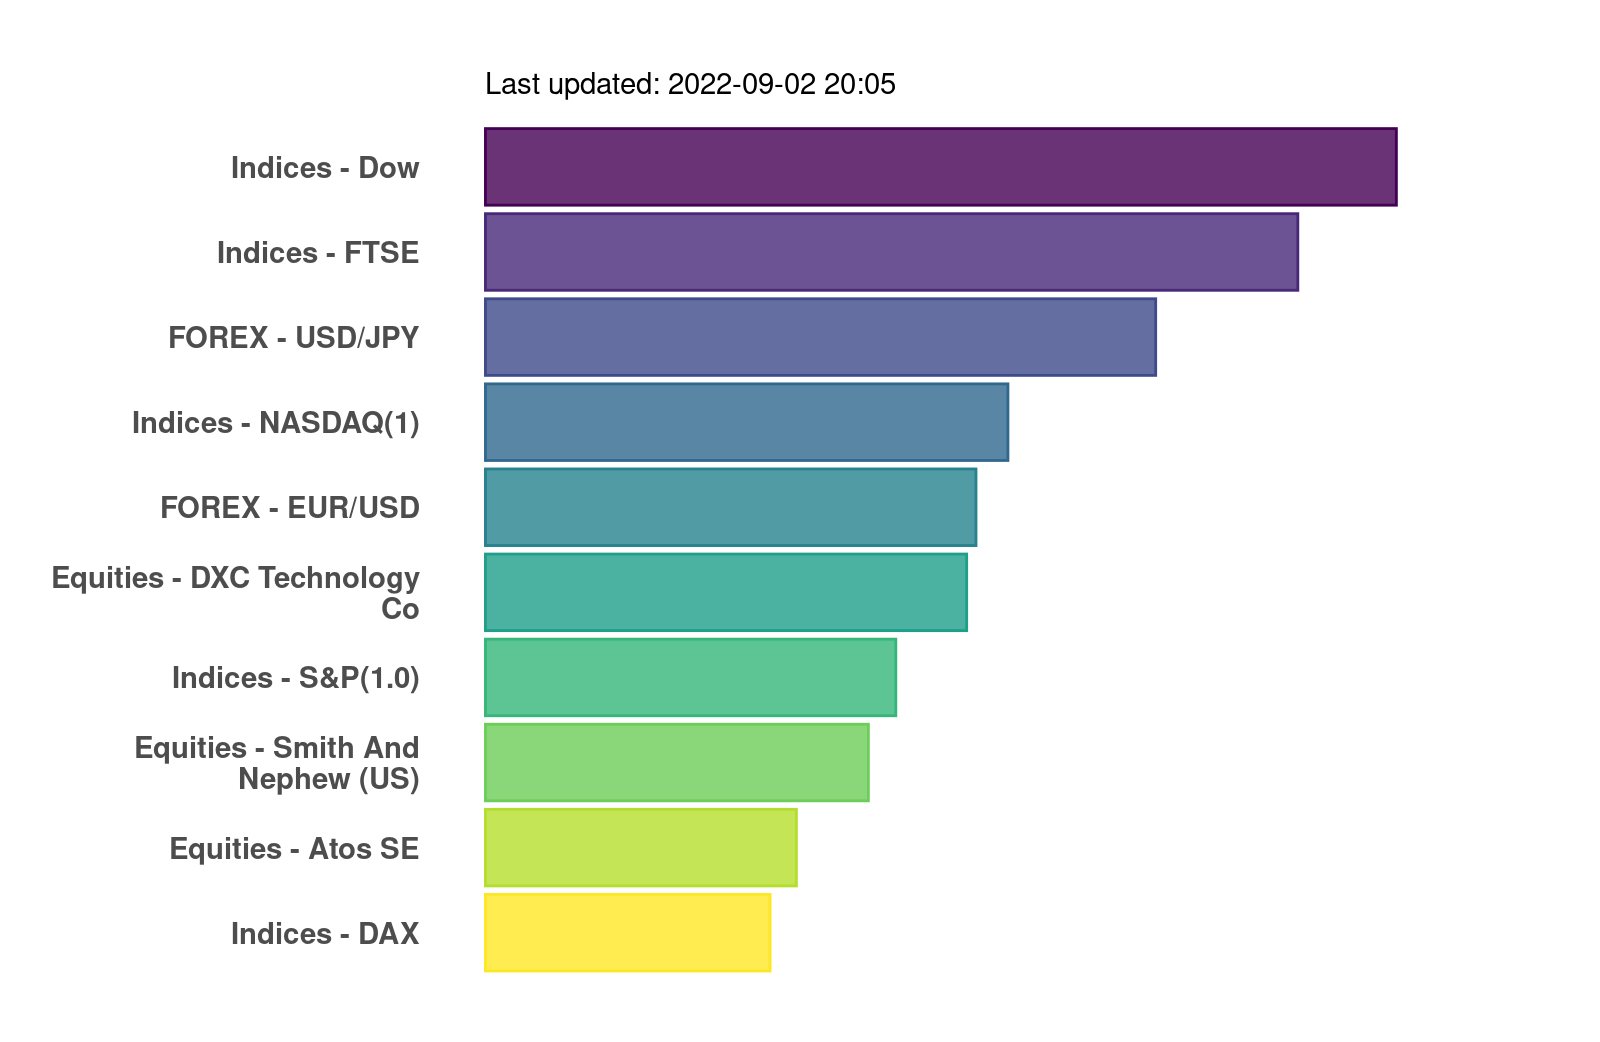 Last updated: 2022-09-02 20:05
Indices - Dow
Indices - FTSE
FOREX - USD/JPY
Indices - NASDAQ(1)
FOREX - EUR/USD
Equities - DXC Technology
Co
Indices - S&P(1.0)
Equities - Smith And
Nephew (US)
Equities - Atos SE
Indices - DAX